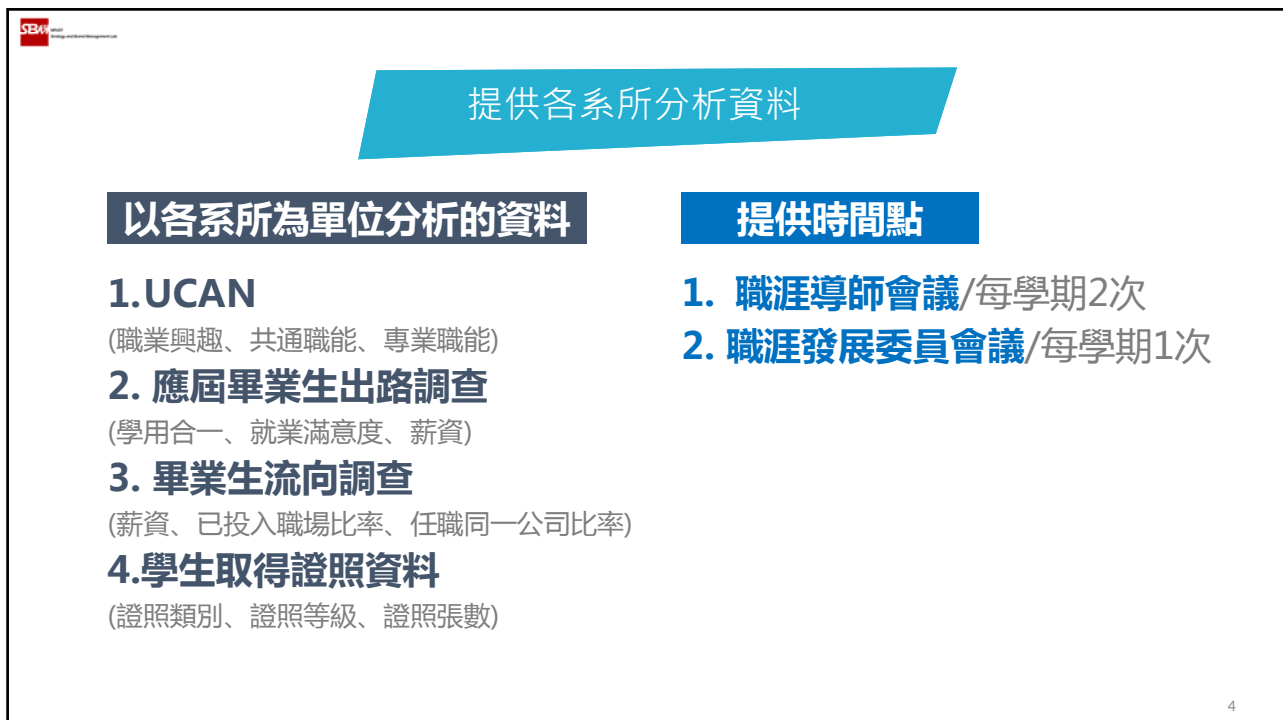 SBM NPUST
Strategy and Brand Management Lab
提供各系所分析資料
以各系所為單位分析的資料
1.UCAN
(職業興趣、共通職能、專業職能)
2. 應屆畢業生出路調查
(學用合一、就業滿意度、薪資)
3. 畢業生流向調查
(薪資、已投入職場比率、任職同一公司比率)
4.學生取得證照資料
(證照類別、證照等級、證照張數)
提供時間點
1. 職涯導師會議/每學期2次
2. 職涯發展委員會議/每學期1次
4